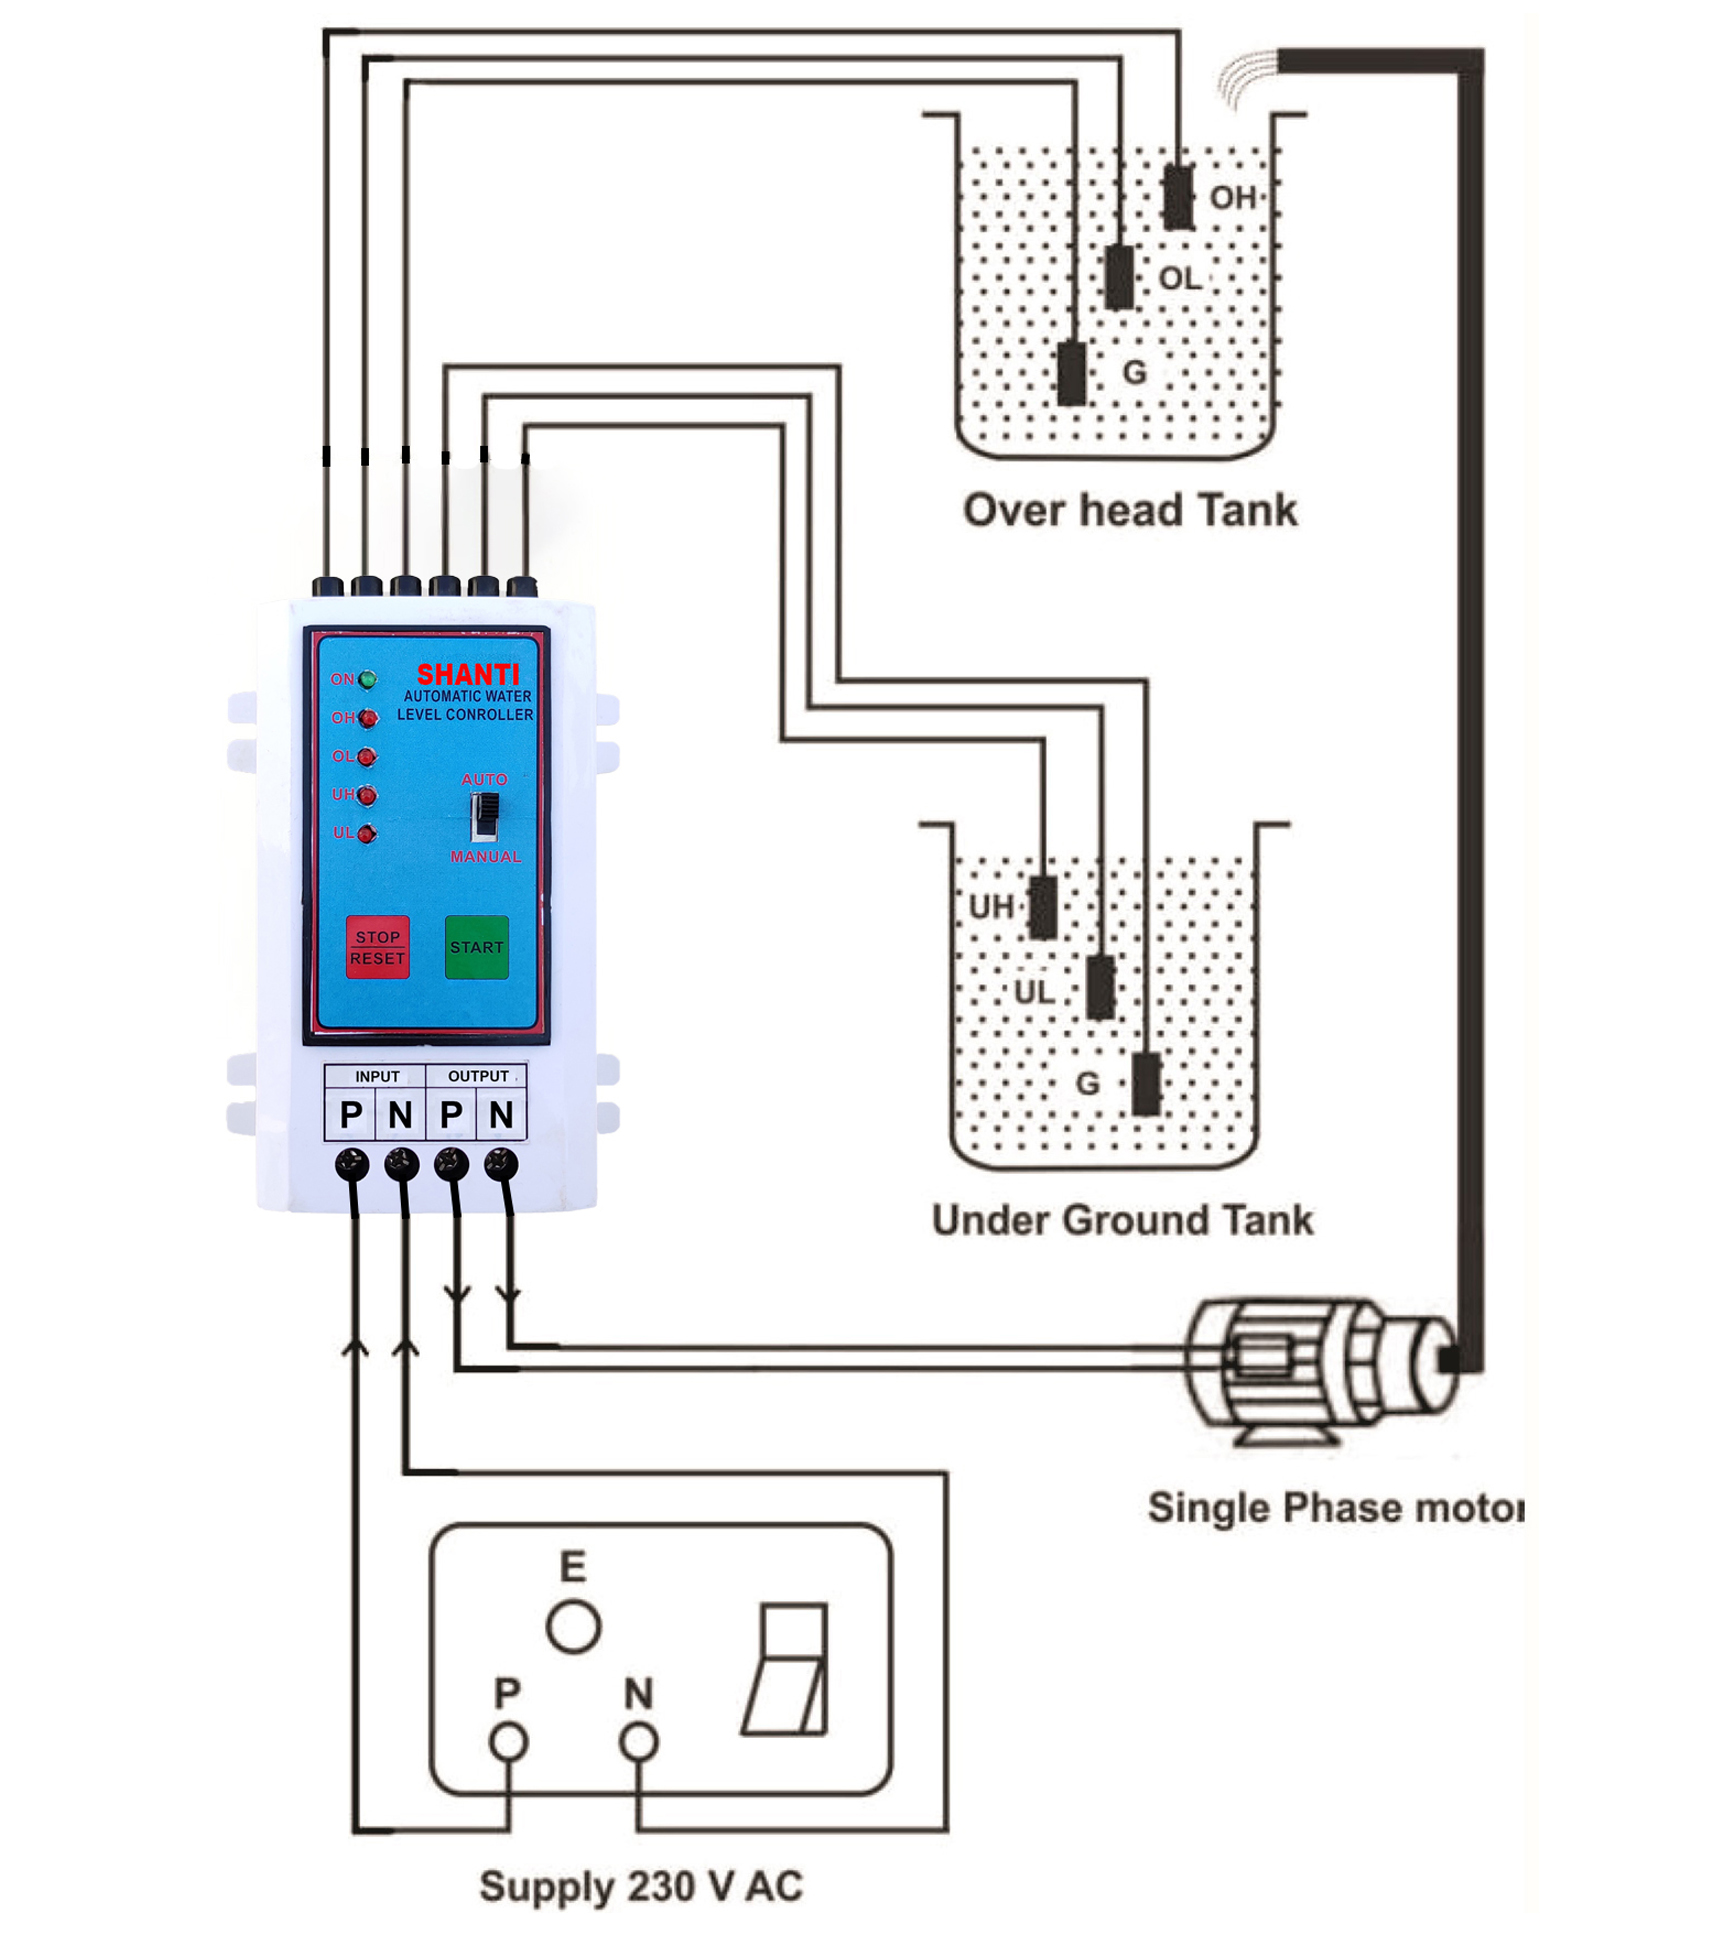 OH
OL
G
Over head Tank
ON
SHANTI
AUTOMATIC WATER
LEVEL CONROLLER
OH
OL
UH
UL
AUTO
MANUAL
STOP
RESET
START
INPUT
OUTPUT
P
N
P
N
UH
UL
G
Under Ground Tank
Single Phase motor
E
P
N
Supply 230 V AC